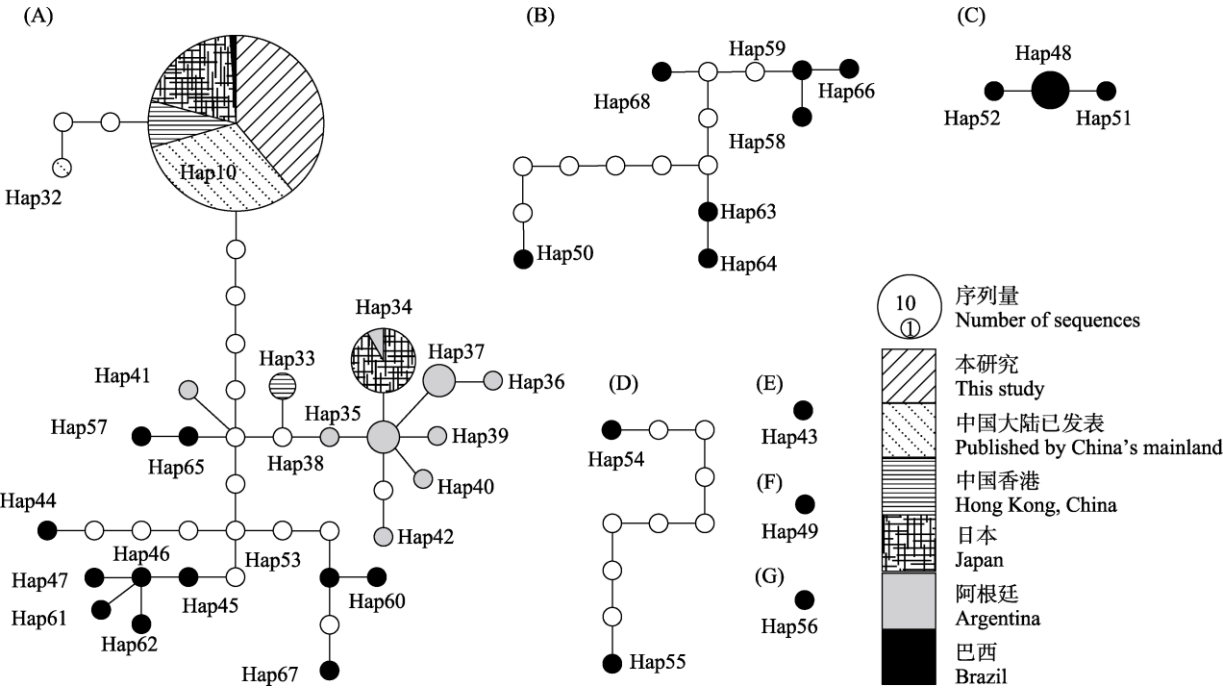 (A)
(B)
(C)
Hap59
Hap48
Hap68
Hap66
Hap52
Hap51
Hap58
Hap10
Hap32
Hap63
Hap50
Hap64
10
1
序列量
Number of sequences
Hap34
Hap33
Hap37
Hap41
Hap36
(D)
(E)
本研究
This study
Hap35
Hap57
Hap39
Hap43
中国大陆已发表
Published by China's mainland
Hap65
Hap38
Hap54
Hap40
(F)
中国香港
Hong Kong, China
Hap44
Hap49
Hap46
Hap53
Hap42
日本
Japan
Hap47
(G)
Hap45
Hap60
Hap61
Hap62
Hap56
阿根廷
Argentina
Hap67
Hap55
巴西
Brazil